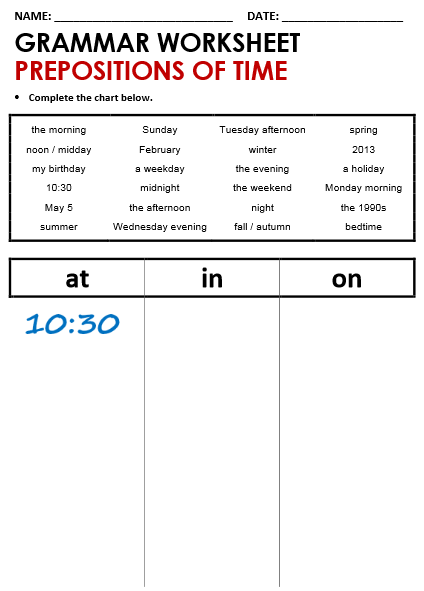 NAME: ____________________________ DATE: ___________________
GRAMMAR WORKSHEET
PREPOSITIONS OF TIME
• Complete the chart below.
the morning Sunday Tuesday afternoon spring
noon / midday February winter 2013
my birthday a weekday the evening a holiday
10:30 midnight the weekend Monday morning
May 5 the afternoon night the 1990s
summer Wednesday evening fall / autumn bedtime
at in on
10:30